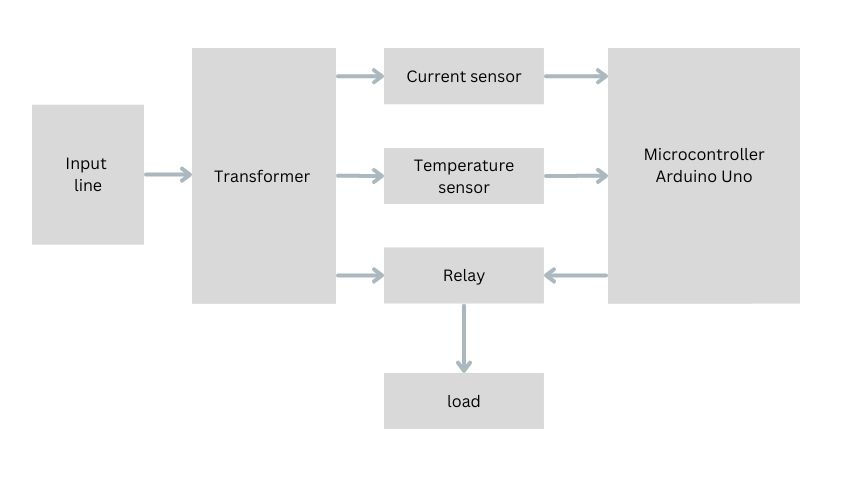 Input
line
Transformer
Current sensor
Temperature
sensor
Relay
load
Microcontroller
Arduino Uno